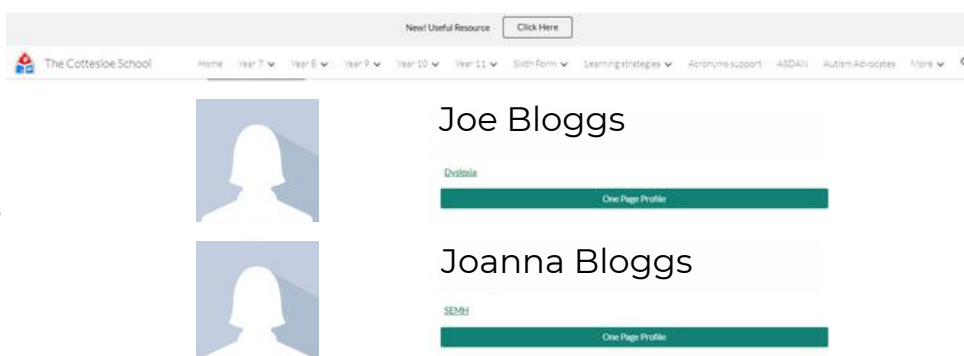 New! Useful Resource Click Here
The Cottesloe School Home Year 7 Year 8 Year 9 Year 10 Year 11 Sixth Form Learning strategies Acronyms support ASDAN Autism Advocates More
Joe Bloggs
Dyslexia
One Page Profile
Joanna Bloggs
SEMH
One Page Profile